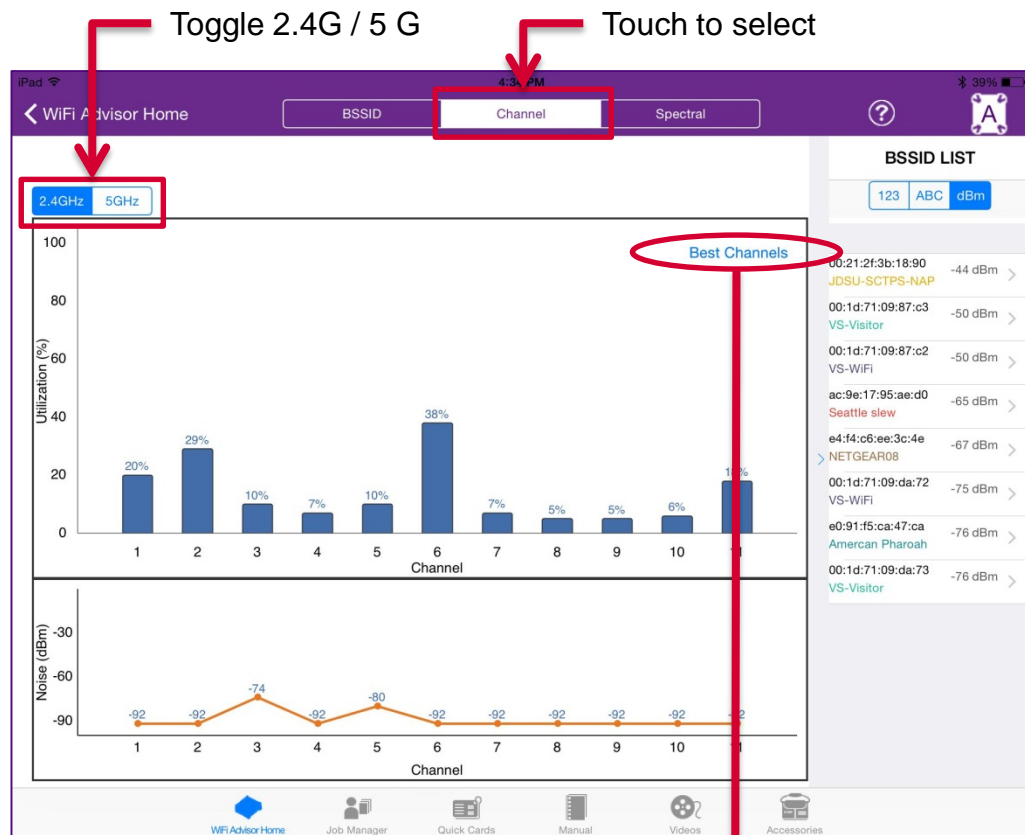 Toggle 2.4G / 5 G
Touch to select
iPad
39%
WiFi Advisor Home
BSSID
Channel
Spectral
?
A
BSSID LIST
2.4GHz
5GHz
123
ABC
dBm
Best Channels
Utilization (%)
100
80
60
40
20
0
20%
29%
10%
7%
10%
38%
7%
5%
5%
6%
1 2 3 4 5 6 7 8 9 10
Channel
Noise (dBm)
-30
-60
-90
-92
-92
-74
-92
-80
-92
-92
-92
-92
-92
1 2 3 4 5 6 7 8 9 10
Channel
00:21:2f:3b:18:90
JDSU-SCTPS-NAP
-44 dBm
00:1d:71:09:87:c3
VS-Visitor
-50 dBm
00:1d:71:09:87:c2
VS-WiFi
-50 dBm
ac:9e:17:95:ae:d0
Seattle slew
-65 dBm
e4:f4:c6:ee:3c:4e
NETGEAR08
-67 dBm
00:1d:71:09:da:72
VS-WiFi
-75 dBm
e0:91:f5:ca:47:ca
Amercan Pharoah
-76 dBm
00:1d:71:09:da:73
VS-Visitor
-76 dBm
WiFi Advisor Home
Job Manager
Quick Cards
Manual
Videos
Accessories